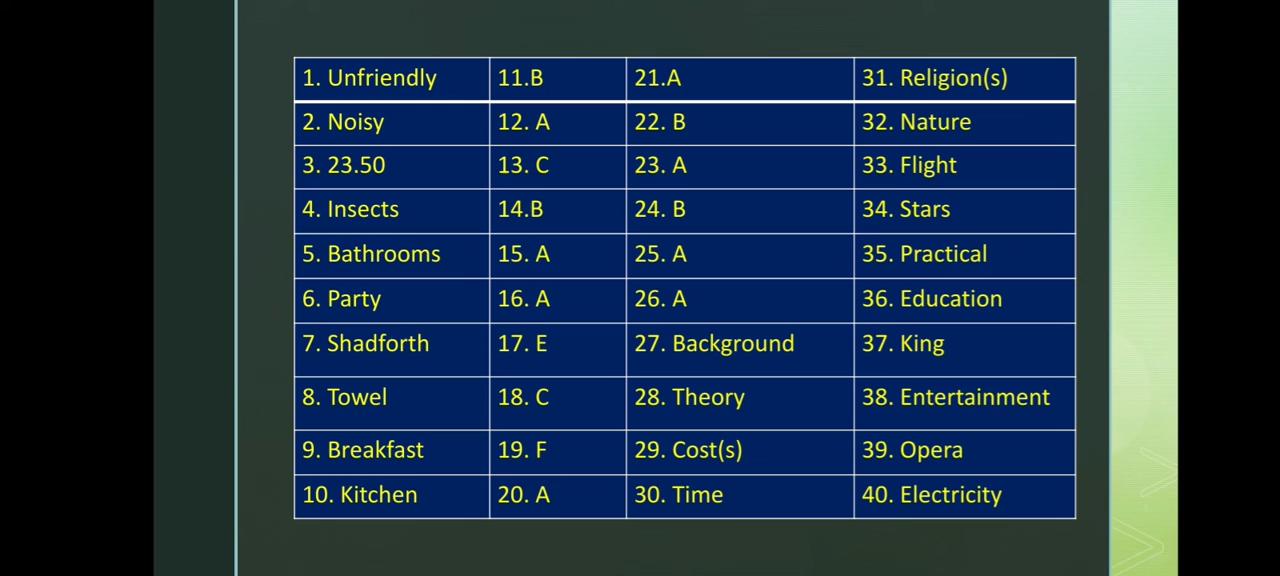 1. Unfriendly 11.B 21.A 31. Religion(s)
2. Noisy 12. A 22. B 32. Nature
3. 23.50 13. C 23. A 33. Flight
4. Insects 14.B 24. B 34. Stars
5. Bathrooms 15. A 25. A 35. Practical
6. Party 16. A 26. A 36. Education
7. Shadforth 17. E 27. Background 37. King
8. Towel 18. C 28. Theory 38. Entertainment
9. Breakfast 19. F 29. Cost(s) 39. Opera
10. Kitchen 20. A 30. Time 40. Electricity